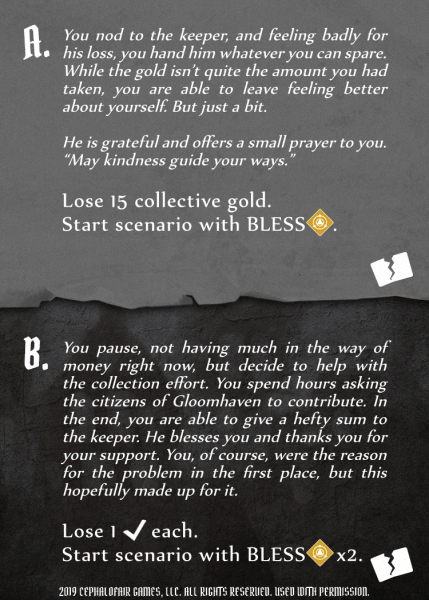 A. You nod to the keeper, and feeling badly for
his loss, you hand him whatever you can spare.
While the gold isn't quite the amount you had
taken, you are able to leave feeling better
about yourself. But just a bit.
He is grateful and offers a small prayer to you.
“May kindness guide your ways.”
Lose 15 collective gold.
Start scenario with BLESS.
B. You pause, not having much in the way of
money right now, but decide to help with
the collection effort. You spend hours asking
the citizens of Gloomhaven to contribute. In
the end, you are able to give a hefty sum to
the keeper. He blesses you and thanks you for
your support. You, of course, were the reason
for the problem in the first place, but this
hopefully made up for it.
Lose 1 ✓ each.
Start scenario with BLESS x2.
2019 CEPHALOFAIR GAMES, LLC. ALL RIGHTS RESERVED. USED WITH PERMISSION.